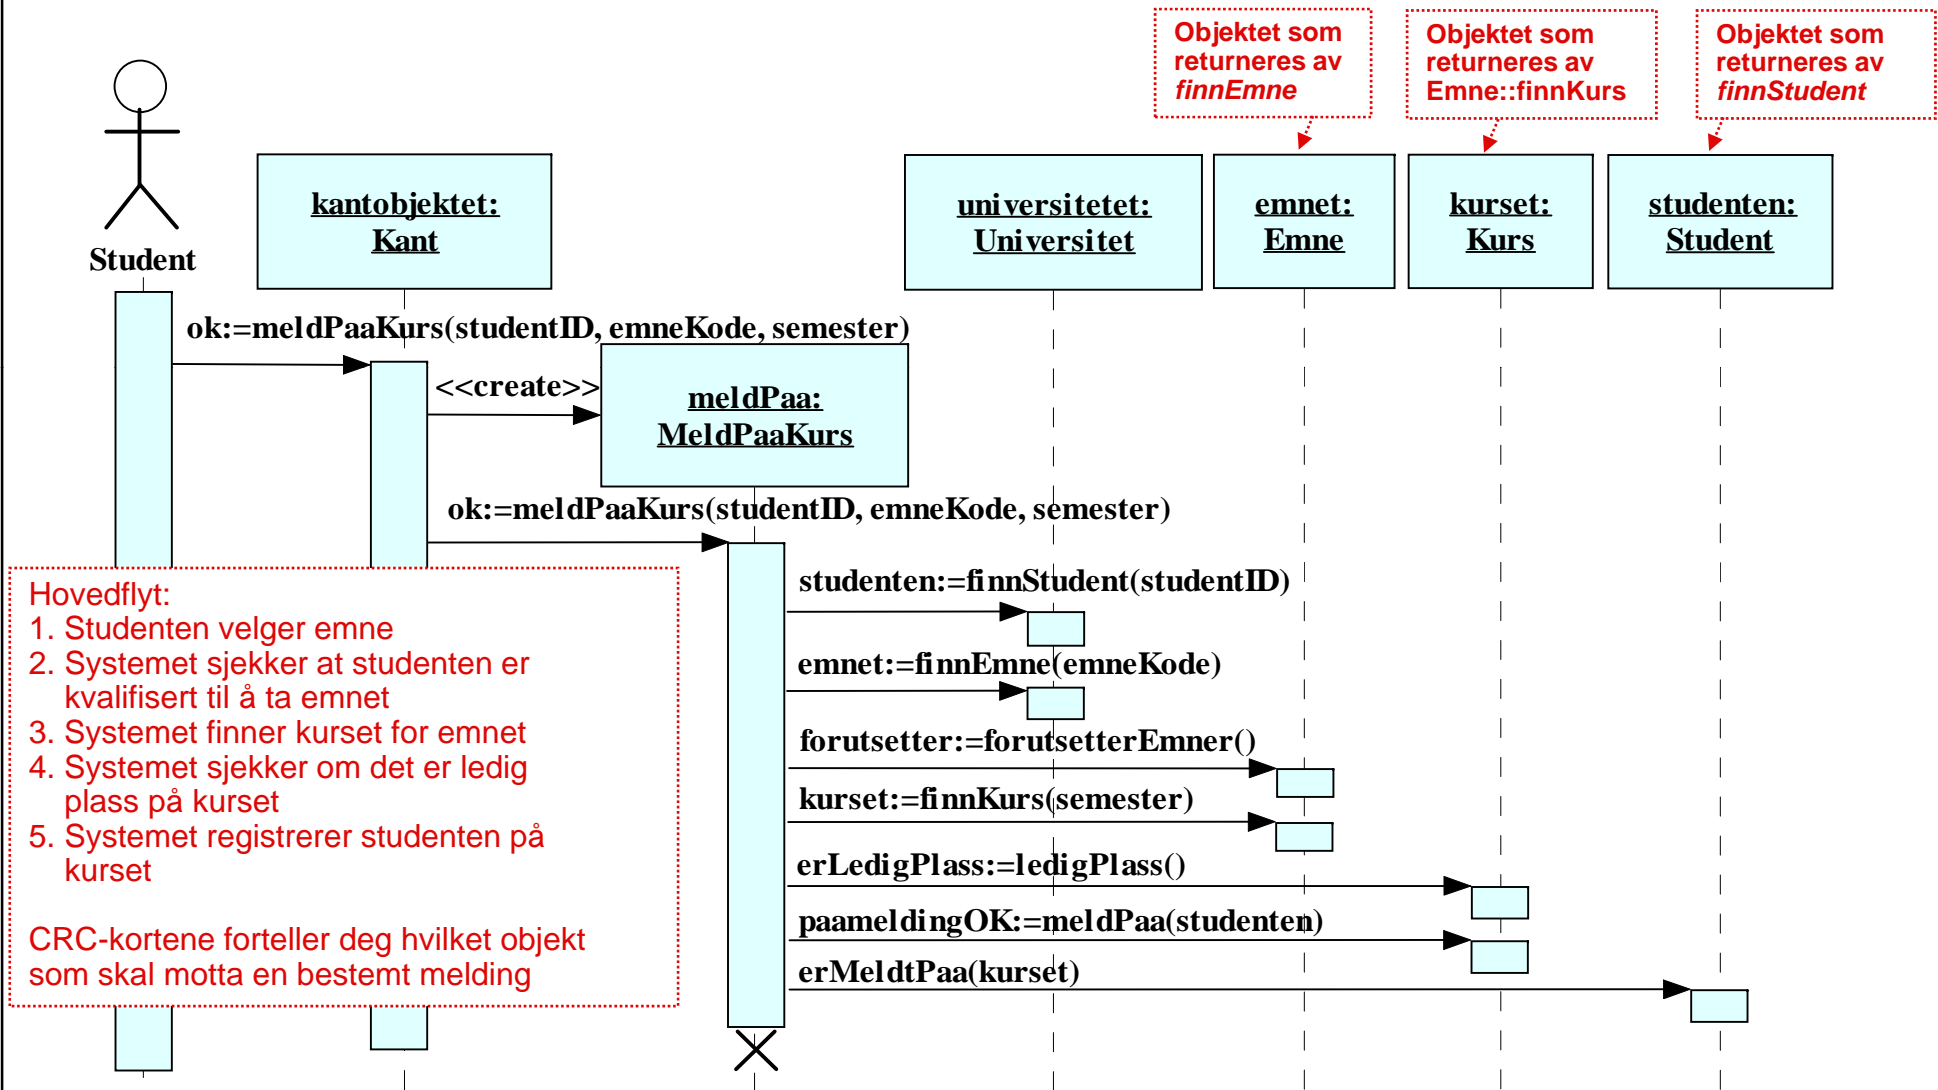 Objektet som
returneres av
finnEmne
Objektet som
returneres av
Emne::finnKurs
Objektet som
returneres av
finnStudent
Student
kantobjektet:
Kant
universitetet:
Universitet
emnet:
Emne
kurset:
Kurs
studenten:
Student
ok:=meldPaaKurs(studentID, emneKode, semester)
<<create>>
meldPaa:
MeldPaaKurs
ok:=meldPaaKurs(studentID, emneKode, semester)
studenten:=finnStudent(studentID)
emnet:=finnEmne(emneKode)
forutsetter:=forutsetterEmner()
kurset:=finnKurs(semester)
erLedigPlass:=ledigPlass()
paameldingOK:=meldPaa(studenten)
erMeldtPaa(kurset)
Hovedflyt:
1. Studenten velger emne
2. Systemet sjekker at studenten er
kvalifisert til å ta emnet
3. Systemet finner kurset for emnet
4. Systemet sjekker om det er ledig
plass på kurset
5. Systemet registrerer studenten på
kurset
CRC-kortene forteller deg hvilket objekt
som skal motta en bestemt melding